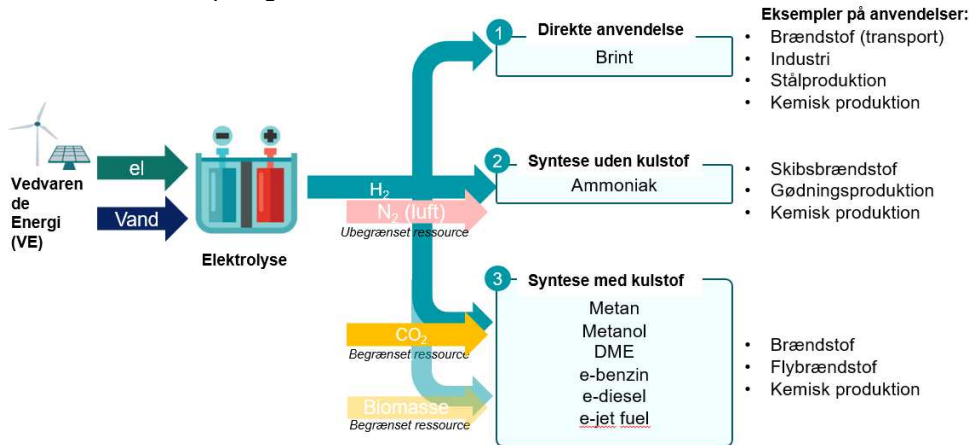 Eksempler på anvendelser:
1
Direkte anvendelse
Brint
• Brændstof (transport)
• Industri
• Stålproduktion
• Kemisk produktion
Vedvaren
de
Energi
(VE)
el
Vand
Elektrolyse
H₂
N₂ (luft)
Ubegrænset ressource
2
Syntese uden kulstof
Ammoniak
• Skibsbrændstof
• Gødningsproduktion
• Kemisk produktion
CO₂
Begrænset ressource
Biomasse
Begrænset ressource
3
Syntese med kulstof
Metan
Metanol
DME
e-benzin
e-diesel
e-jet fuel
• Brændstof
• Flybrændstof
• Kemisk produktion